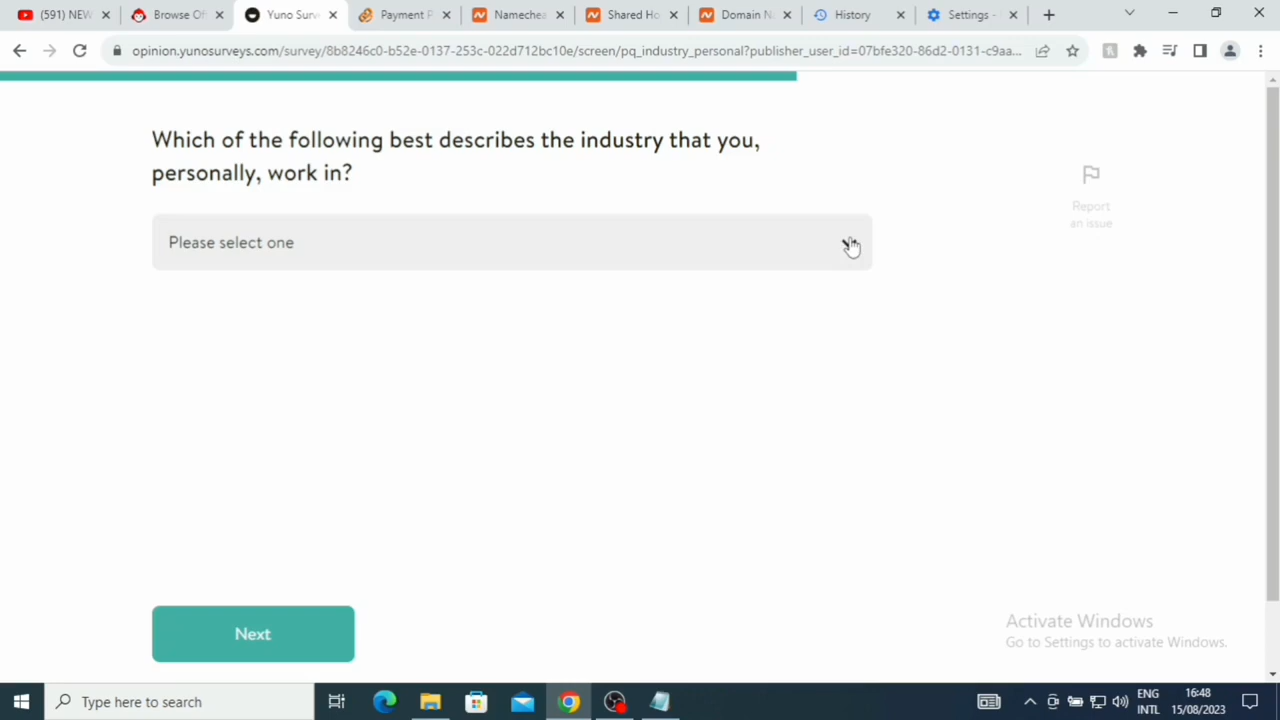 (591) NEW
Browse Of
Yuno Surv
Payment P
Namechea
Shared Ho
Domain N
History
Settings -
opinion.yunosurveys.com/survey/8b8246c0-b52e-0137-253c-022d712bc10e/screen/pq_industry_personal?publisher_user_id=07bfe320-86d2-0131-c9aa...
Which of the following best describes the industry that you,
personally, work in?
Report
an issue
Please select one
Next
Activate Windows
Go to Settings to activate Windows.
Type here to search
ENG
INTL
16:48
15/08/2023